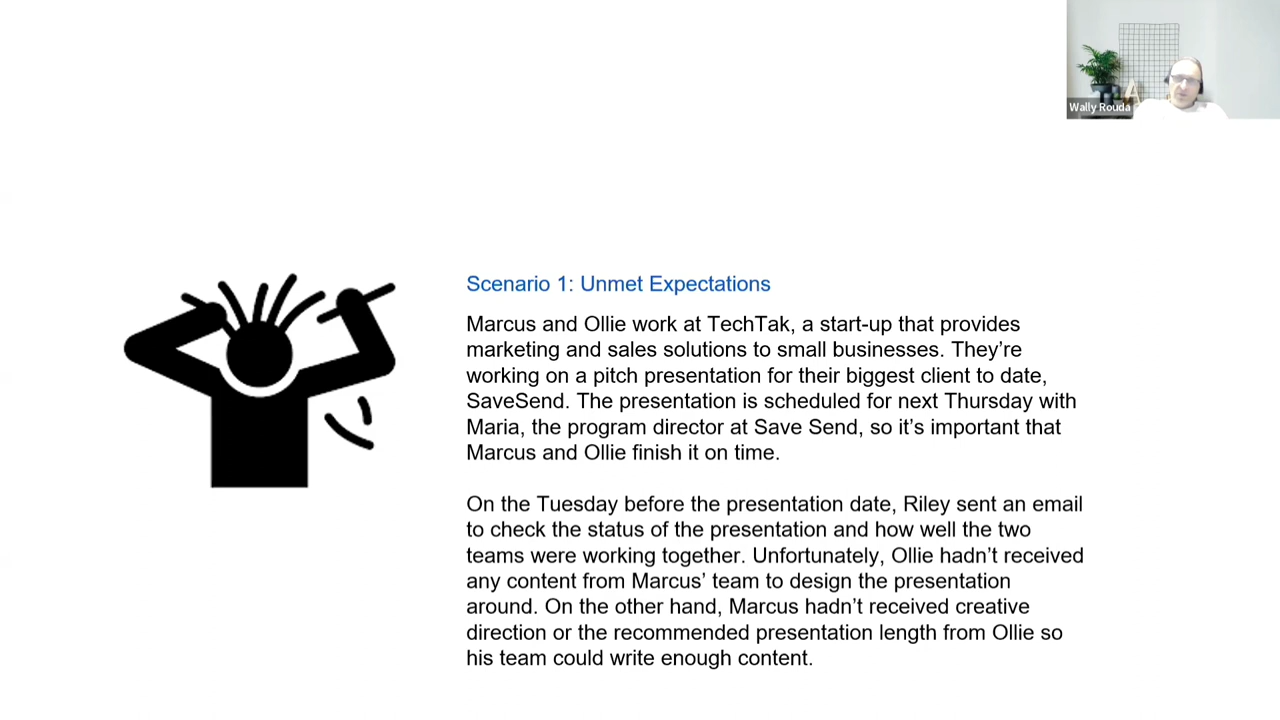 Wally Rouda
Scenario 1: Unmet Expectations
Marcus and Ollie work at TechTak, a start-up that provides
marketing and sales solutions to small businesses. They’re
working on a pitch presentation for their biggest client to date,
SaveSend. The presentation is scheduled for next Thursday with
Maria, the program director at Save Send, so it’s important that
Marcus and Ollie finish it on time.
On the Tuesday before the presentation date, Riley sent an email
to check the status of the presentation and how well the two
teams were working together. Unfortunately, Ollie hadn’t received
any content from Marcus’ team to design the presentation
around. On the other hand, Marcus hadn’t received creative
direction or the recommended presentation length from Ollie so
his team could write enough content.